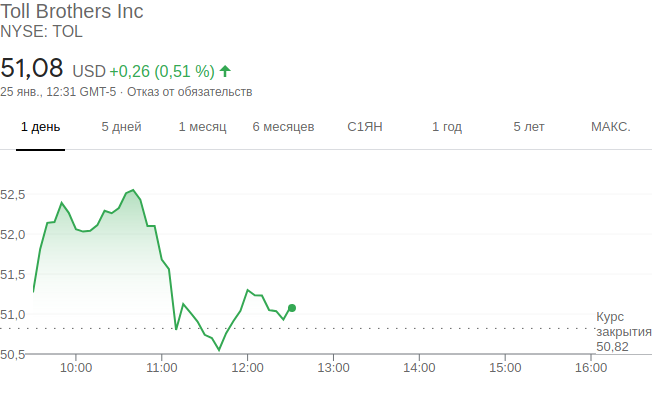 Toll Brothers Inc
NYSE: TOL
51,08 USD +0,26 (0,51 %)
25 янв., 12:31 GMT-5 · Отказ от обязательств
1 день 5 дней 1 месяц 6 месяцев С1ЯН 1 год 5 лет МАКС.
52,5
52,0
51,5
51,0
Курс
закрытия
50,82
50,5
10:00 11:00 12:00 13:00 14:00 15:00 16:00